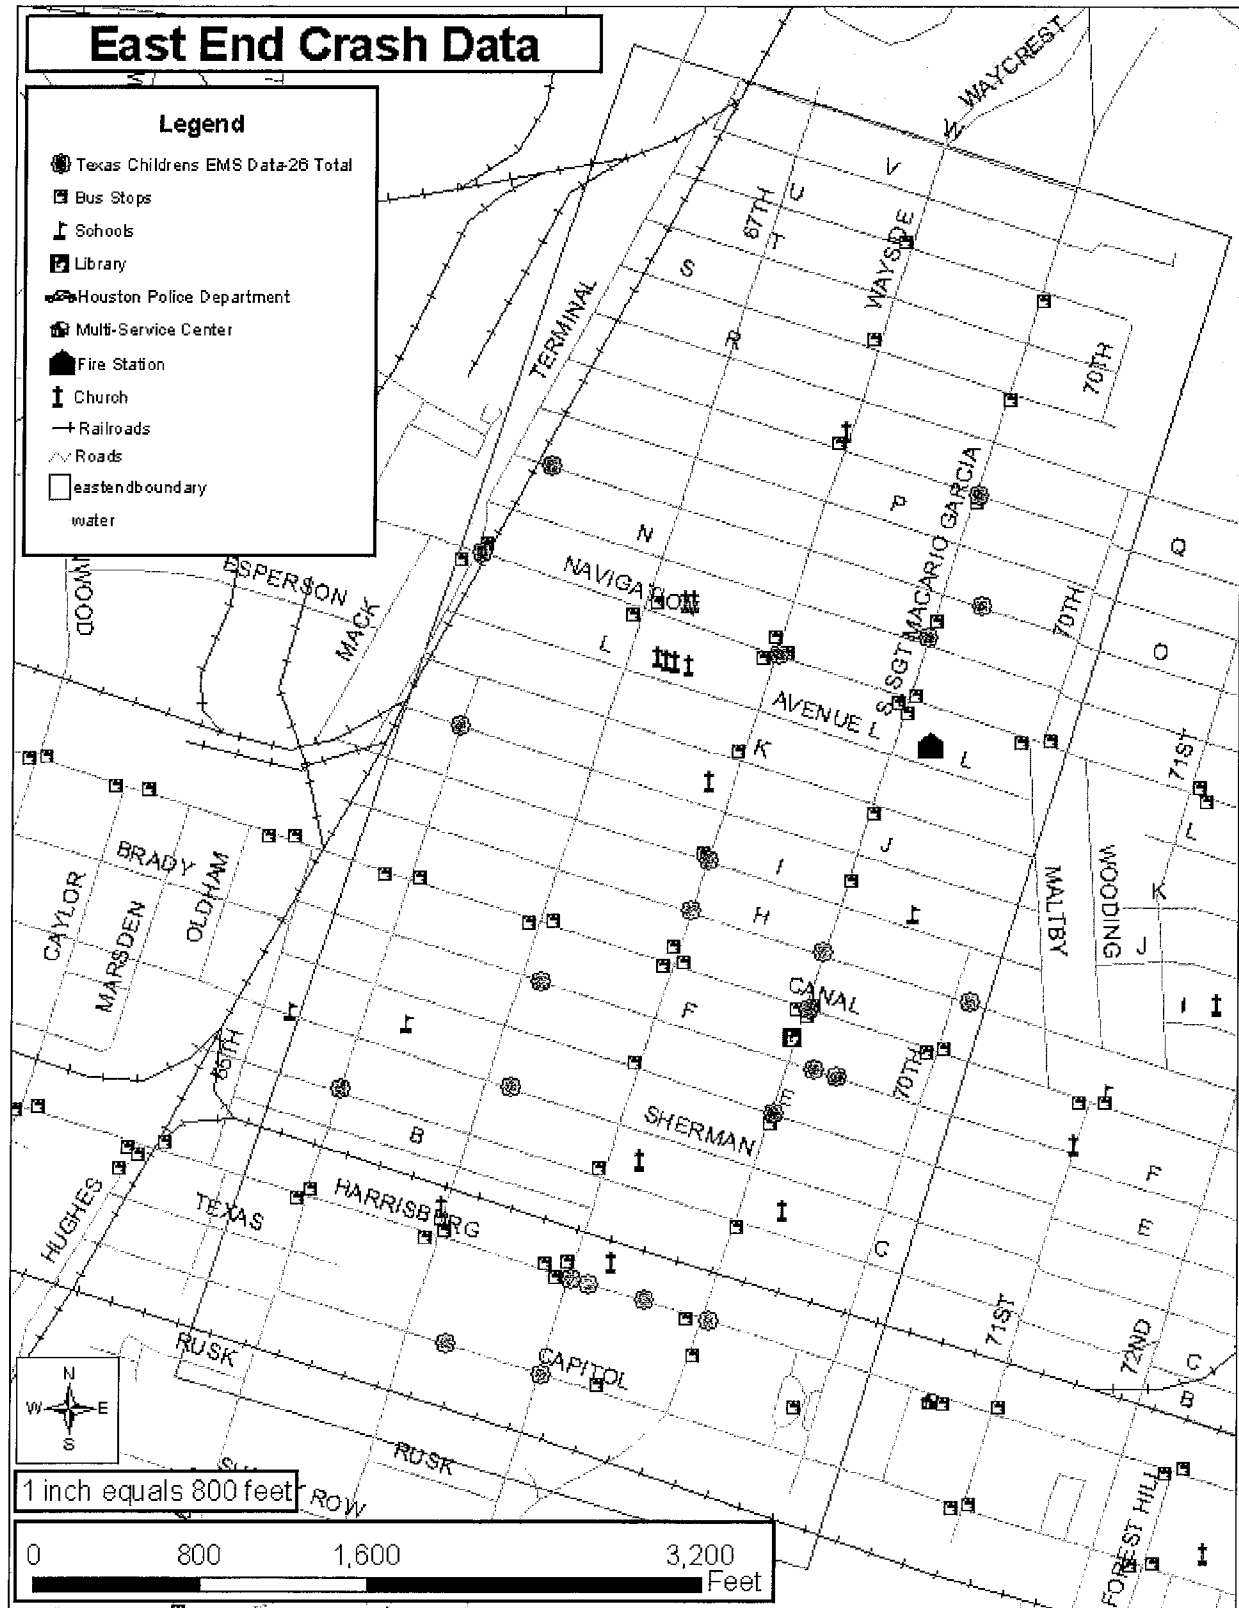 East End Crash Data
Legend
Texas Childrens EMS Data-26 Total
Bus Stops
Schools
Library
Houston Police Department
Multi-Service Center
Fire Station
Church
Railroads
Roads
eastendboundary
water
WAYCREST
W
V
U
67TH
T
WAYSIDE
S
TERMINAL
R
70TH
S SGT MACARIO GARCIA
P
N
Q
NAVIGATION
ESPERSON
MACK
70TH
O
L
AVENUE L
K
L
71ST
L
J
I
BRADY
OLDHAM
CAYLOR
MARSDEN
H
MALTBY
WOODING
K
J
I
CANAL
F
65TH
70TH
E
B
SHERMAN
F
E
HARRISBURG
TEXAS
HUGHES
C
71ST
72ND
C
B
RUSK
CAPITOL
RUSK
ROW
FOREST HILL
N
W E
S
1 inch equals 800 feet
0 800 1,600 3,200
Feet